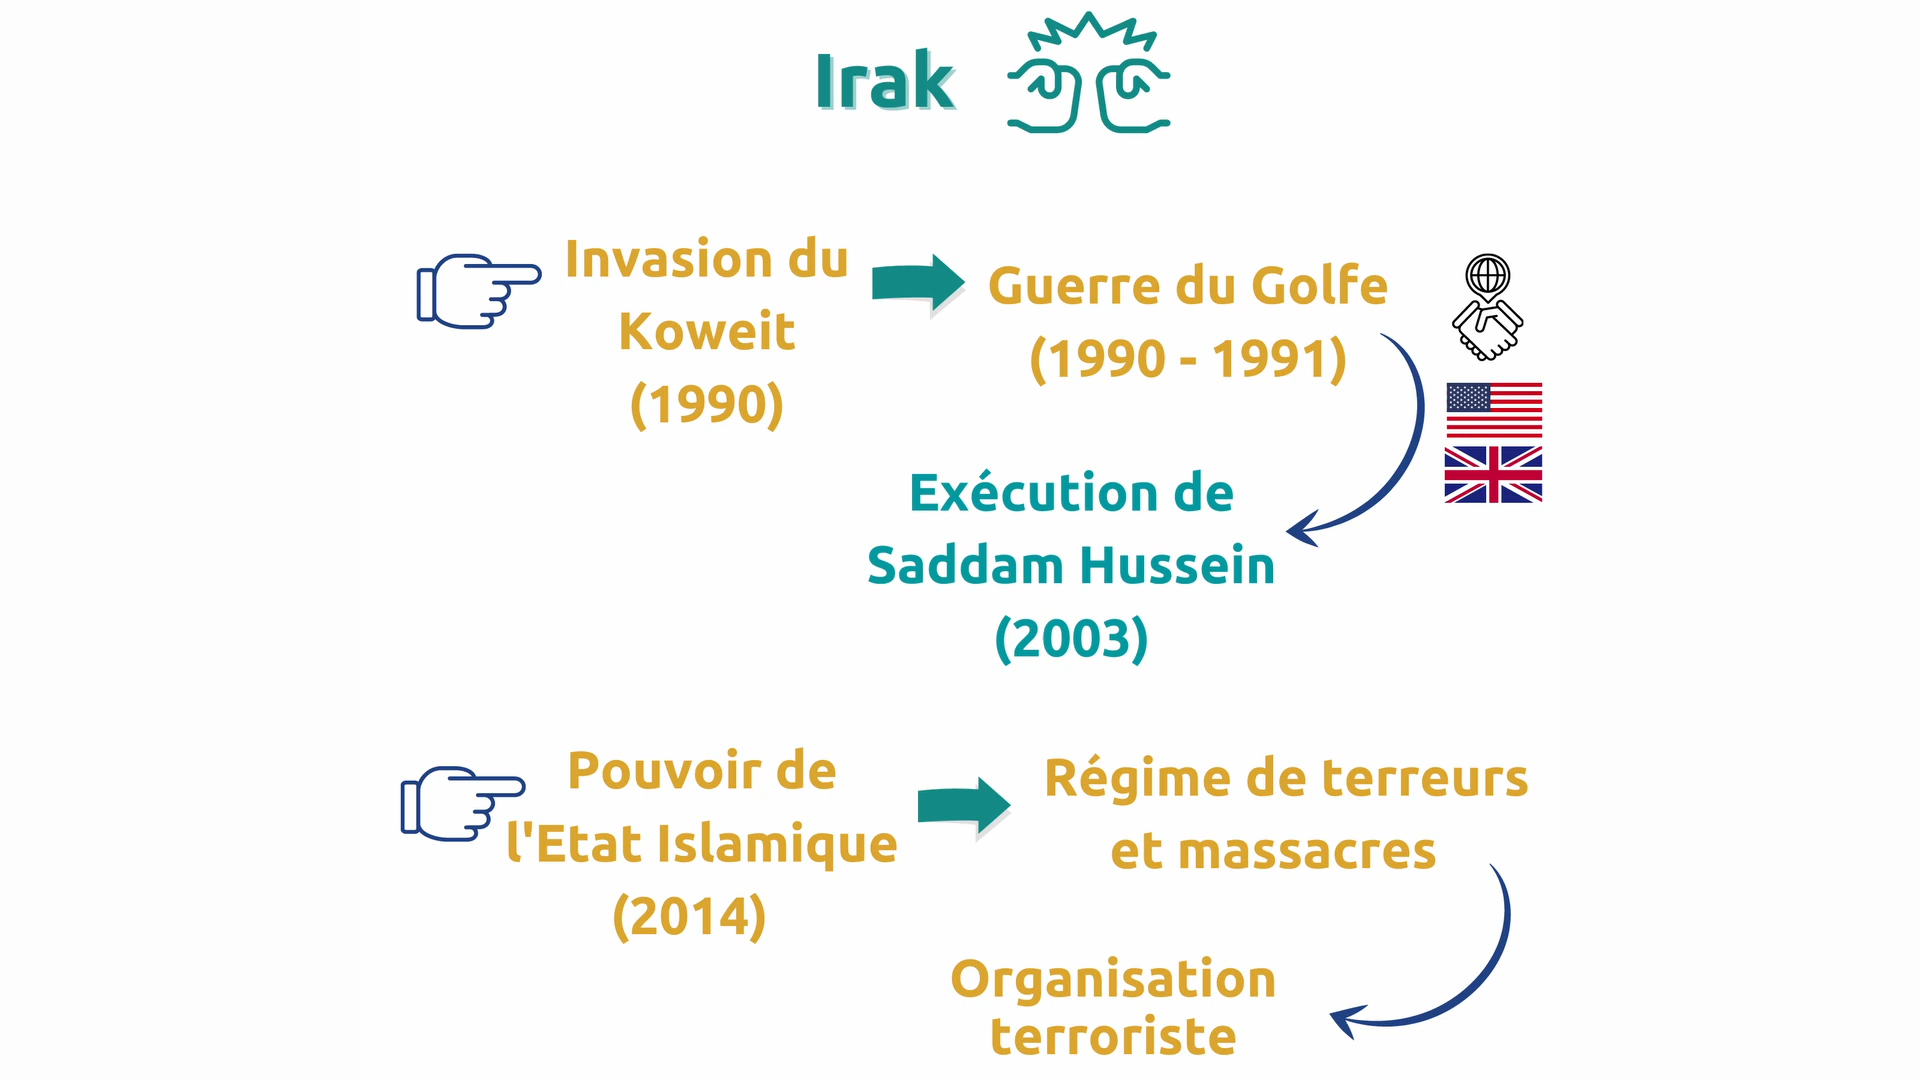 Irak
Invasion du
Koweit
(1990)
Guerre du Golfe
(1990 - 1991)
Exécution de
Saddam Hussein
(2003)
Pouvoir de
l'Etat Islamique
(2014)
Régime de terreurs
et massacres
Organisation
terroriste